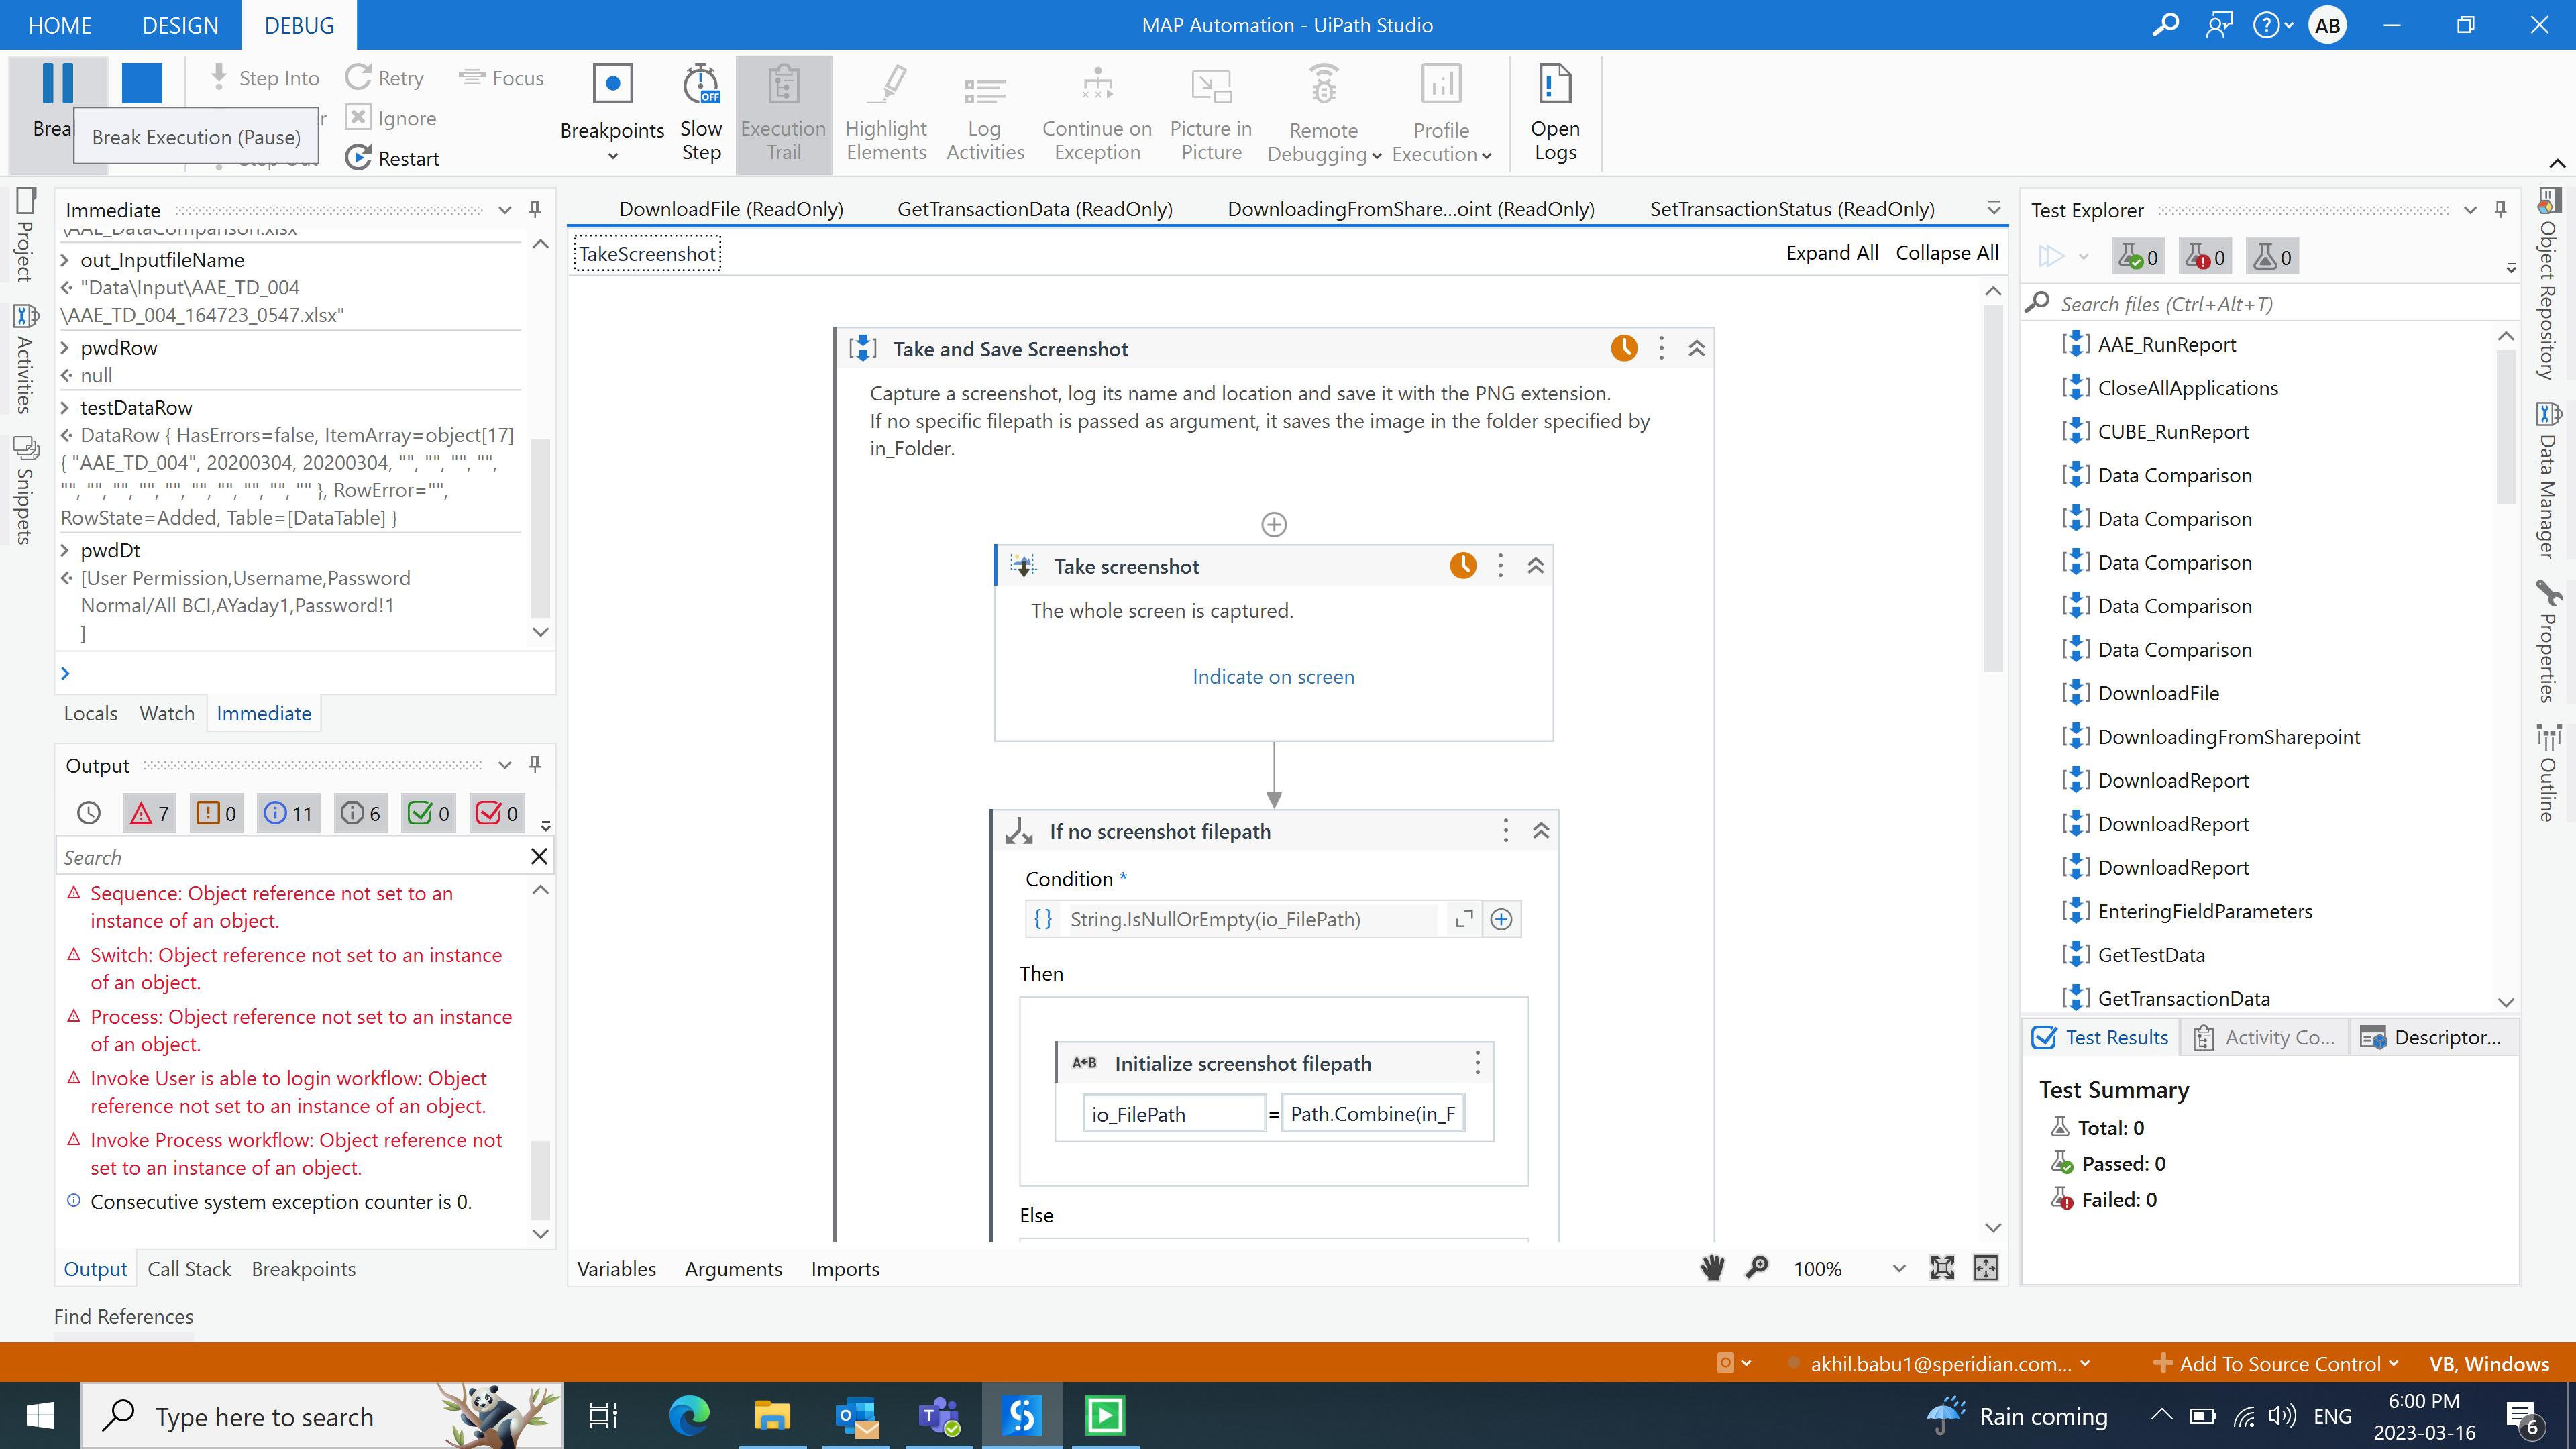 HOME DESIGN DEBUG MAP Automation - UiPath Studio AB
Break Execution (Pause)
Step Into
Retry
Focus
Ignore
Restart
Breakpoints
Slow
Step
OFF
Execution
Trail
Highlight
Elements
Log
Activities
Continue on
Exception
Picture in
Picture
Remote
Debugging
Profile
Execution
Open
Logs
Project
Activities
Snippets
Immediate
\AAE_DataComparison.xlsx
out_InputfileName
"Data\Input\AAE_TD_004
\AAE_TD_004_164723_0547.xlsx"
pwdRow
null
testDataRow
DataRow { HasErrors=false, ItemArray=object[17]
{ "AAE_TD_004", 20200304, 20200304, "", "", "", "",
"", "", "", "", "", "", "", "", "", "" }, RowError="",
RowState=Added, Table=[DataTable] }
pwdDt
[User Permission,Username,Password
Normal/All BCI,AYaday1,Password!1
]
Locals Watch Immediate
Output
7 0 11 6 0 0
Search
Sequence: Object reference not set to an
instance of an object.
Switch: Object reference not set to an instance
of an object.
Process: Object reference not set to an instance
of an object.
Invoke User is able to login workflow: Object
reference not set to an instance of an object.
Invoke Process workflow: Object reference not
set to an instance of an object.
Consecutive system exception counter is 0.
Output Call Stack Breakpoints
Find References
DownloadFile (ReadOnly) GetTransactionData (ReadOnly) DownloadingFromShare...oint (ReadOnly) SetTransactionStatus (ReadOnly)
TakeScreenshot Expand All Collapse All
Take and Save Screenshot
Capture a screenshot, log its name and location and save it with the PNG extension.
If no specific filepath is passed as argument, it saves the image in the folder specified by
in_Folder.
Take screenshot
The whole screen is captured.
Indicate on screen
If no screenshot filepath
Condition *
String.IsNullOrEmpty(io_FilePath)
Then
A B Initialize screenshot filepath
io_FilePath = Path.Combine(in_F
Else
Variables Arguments Imports 100%
Test Explorer
0 0 0
Search files (Ctrl+Alt+T)
AAE_RunReport
CloseAllApplications
CUBE_RunReport
Data Comparison
Data Comparison
Data Comparison
Data Comparison
Data Comparison
DownloadFile
DownloadingFromSharepoint
DownloadReport
DownloadReport
DownloadReport
EnteringFieldParameters
GetTestData
GetTransactionData
Test Results Activity Co... Descriptor...
Test Summary
Total: 0
Passed: 0
Failed: 0
Object Repository
Data Manager
Properties
Outline
akhil.babu1@speridian.com... Add To Source Control VB, Windows
Type here to search
Rain coming
ENG
6:00 PM
2023-03-16
6